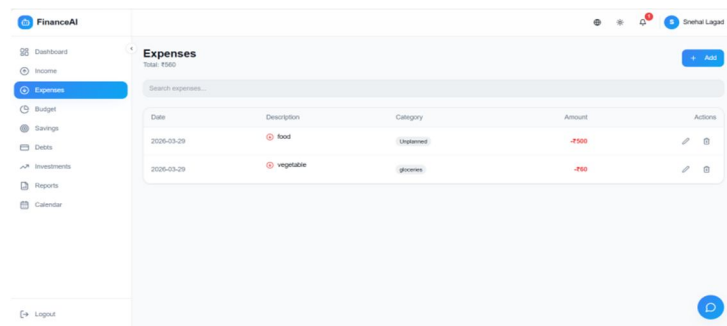 FinanceAI
S
Snehal Lagad
Dashboard
Income
Expenses
Budget
Savings
Debts
Investments
Reports
Calendar
Logout
Expenses
Total: ₹560
+ Add
Search expenses...
Date Description Category Amount Actions
2026-03-29 food Unplanned -₹500
2026-03-29 vegetable -₹60